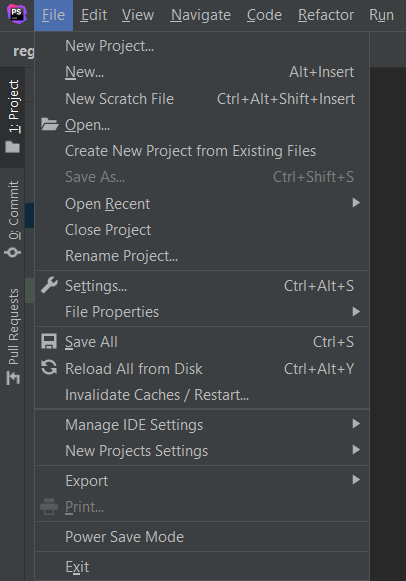 PS
File Edit View Navigate Code Refactor Run
reg
New Project...
New... Alt+Insert
New Scratch File Ctrl+Alt+Shift+Insert
Open...
Create New Project from Existing Files
Save As... Ctrl+Shift+S
Open Recent
Close Project
Rename Project...
Settings... Ctrl+Alt+S
File Properties
Save All Ctrl+S
Reload All from Disk Ctrl+Alt+Y
Invalidate Caches / Restart...
Manage IDE Settings
New Projects Settings
Export
Print...
Power Save Mode
Exit
1: Project
0: Commit
Pull Requests